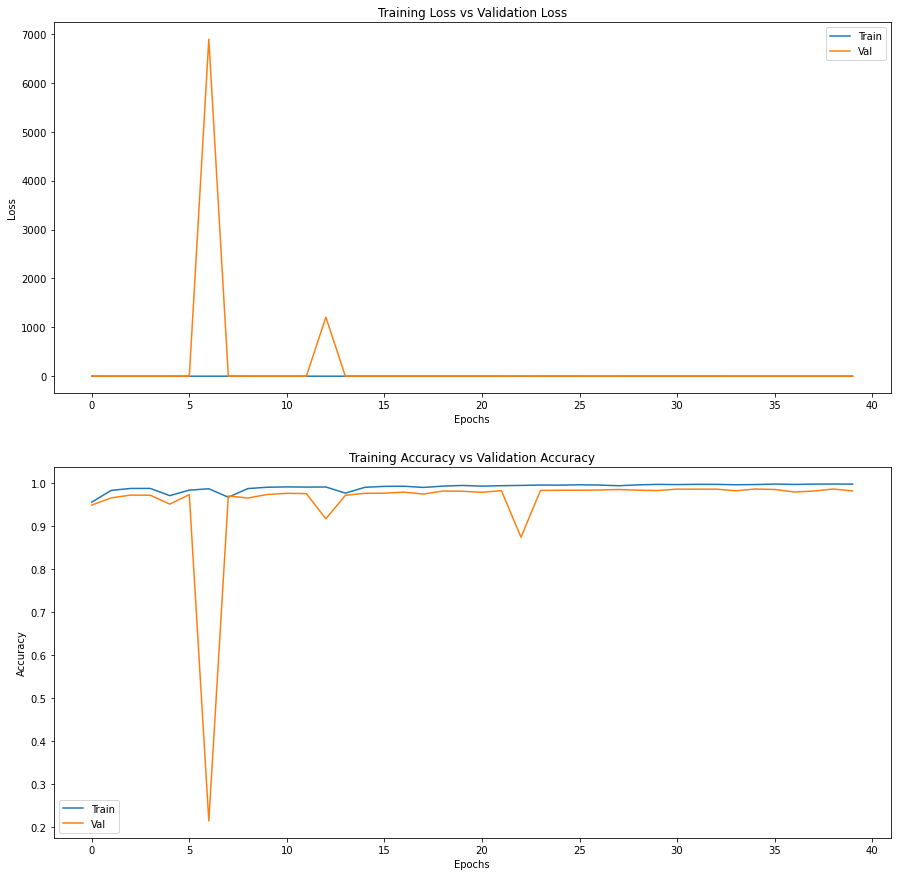 Training Loss vs Validation Loss
Train
Val
7000
6000
5000
4000
3000
2000
1000
0
Loss
0 5 10 15 20 25 30 35 40
Epochs
Training Accuracy vs Validation Accuracy
1.0
0.9
0.8
0.7
0.6
0.5
0.4
0.3
0.2
Accuracy
Train
Val
0 5 10 15 20 25 30 35 40
Epochs